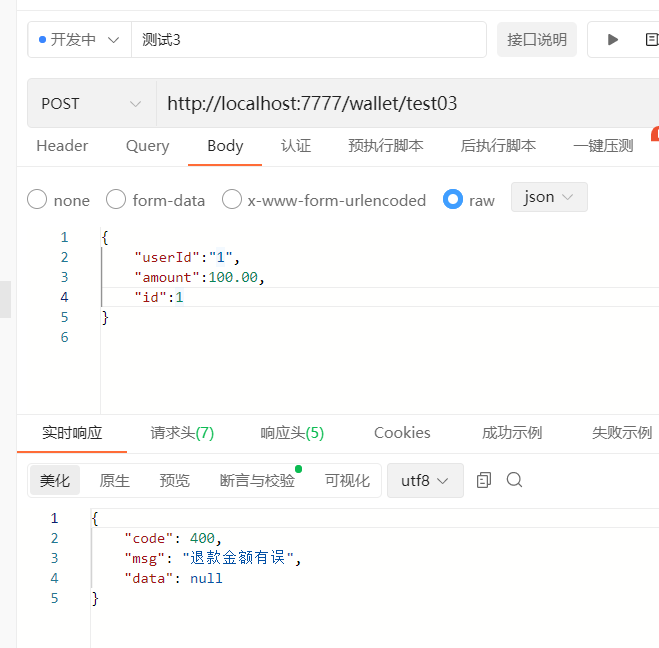 开发中 测试3 接口说明
POST http://localhost:7777/wallet/test03
Header Query Body 认证 预执行脚本 后执行脚本 一键压测
none form-data x-www-form-urlencoded raw json
1 {
2 "userId":"1",
3 "amount":100.00,
4 "id":1
5 }
6
实时响应 请求头(7) 响应头(5) Cookies 成功示例 失败示例
美化 原生 预览 断言与校验 可视化 utf8
1 {
2 "code": 400,
3 "msg": "退款金额有误",
4 "data": null
5 }